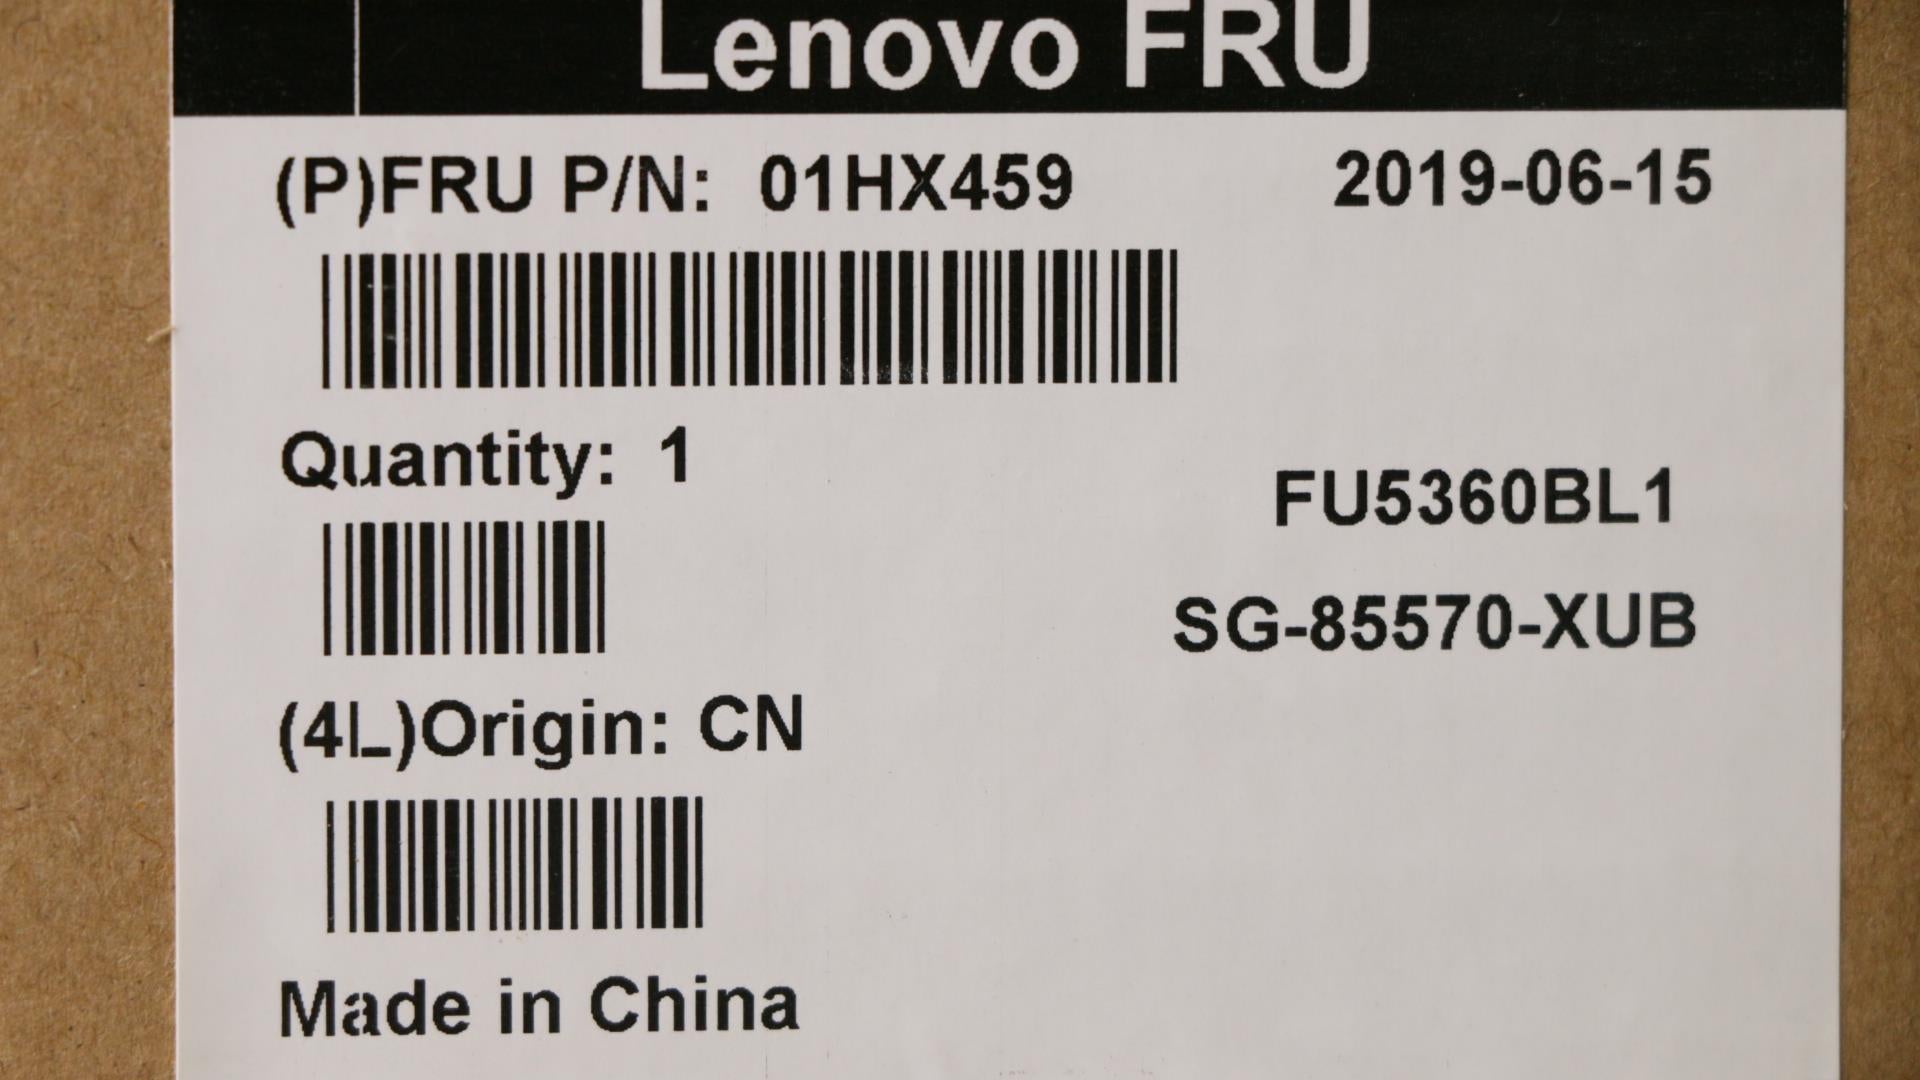 Lenovo FRU
(P)FRU P/N: 01HX459 2019-06-15
Quantity: 1
FU5360BL1
SG-85570-XUB
(4L)Origin: CN
Made in China